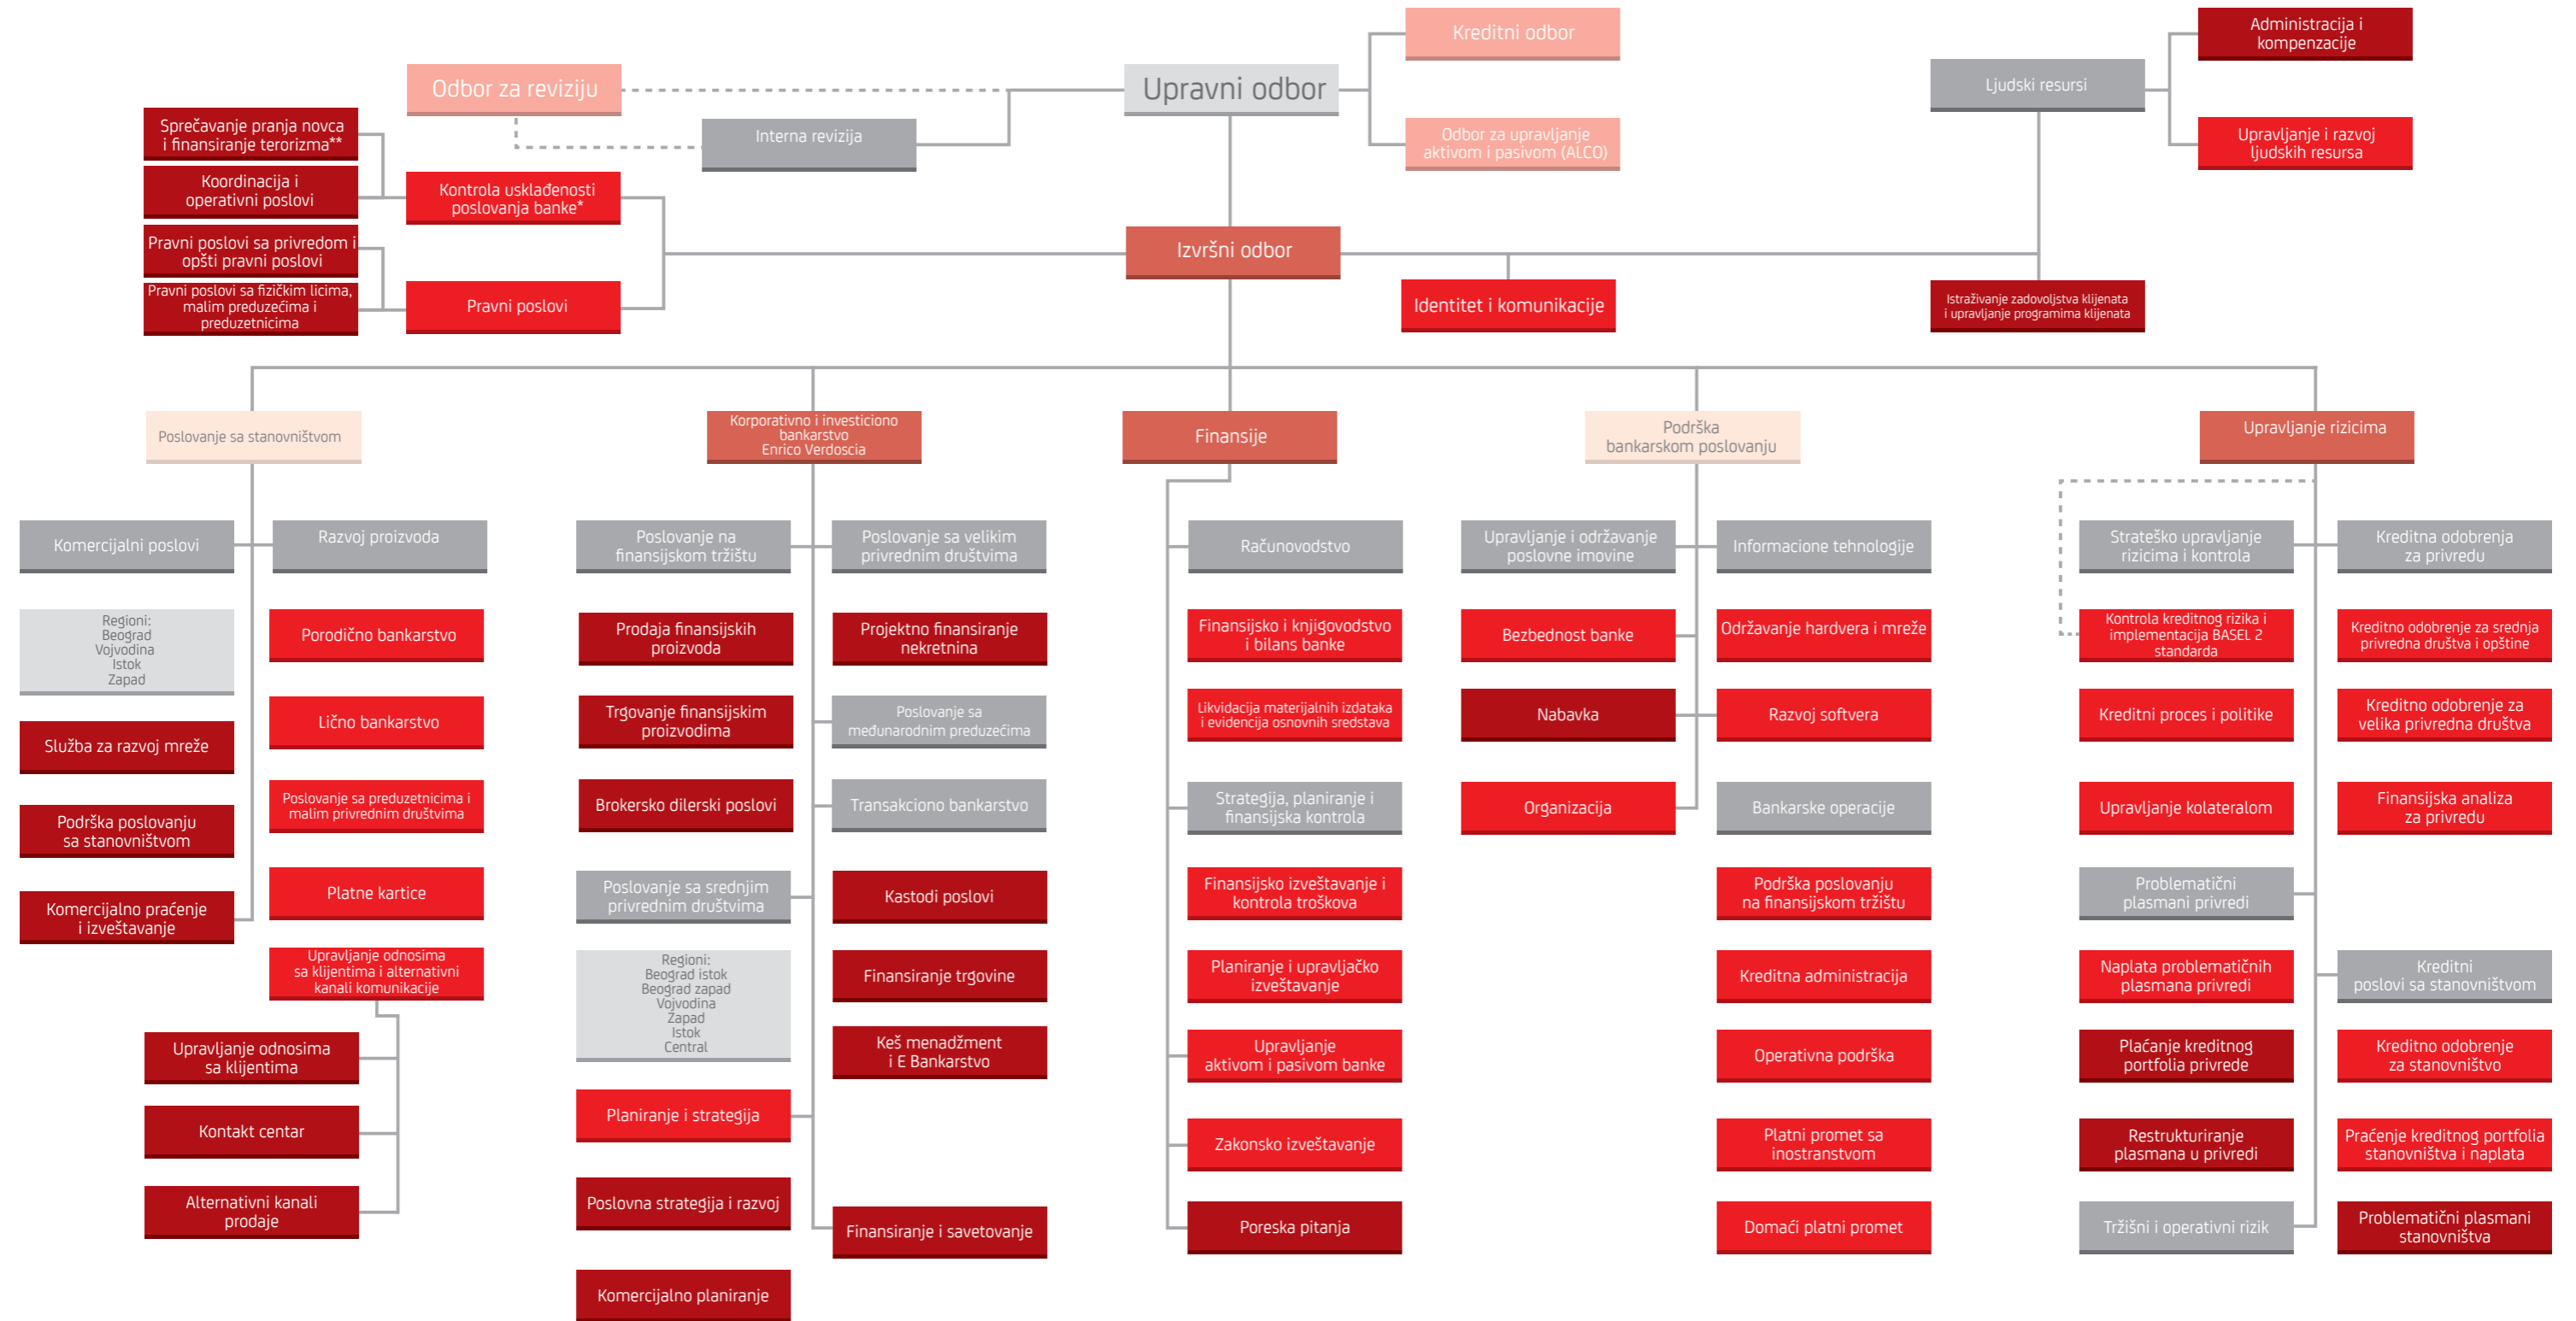 Kreditni odbor
Administracija i
kompenzacije
Odbor za reviziju
Upravni odbor
Ljudski resursi
Sprečavanje pranja novca
i finansiranje terorizma**
Interna revizija
Odbor za upravljanje
aktivom i pasivom (ALCO)
Upravljanje i razvoj
ljudskih resursa
Koordinacija i
operativni poslovi
Kontrola usklađenosti
poslovanja banke*
Pravni poslovi sa privredom i
opšti pravni poslovi
Izvršni odbor
Pravni poslovi sa fizičkim licima,
malim preduzećima i
preduzetnicima
Pravni poslovi
Identitet i komunikacije
Istraživanje zadovoljstva klijenata
i upravljanje programima klijenata
Poslovanje sa stanovništvom
Korporativno i investiciono
bankarstvo
Enrico Verdoscia
Finansije
Podrška
bankarskom poslovanju
Upravljanje rizicima
Komercijalni poslovi
Regioni:
Beograd
Vojvodina
Istok
Zapad
Služba za razvoj mreže
Podrška poslovanju
sa stanovništvom
Komercijalno praćenje
i izveštavanje
Razvoj proizvoda
Porodično bankarstvo
Lično bankarstvo
Poslovanje sa preduzetnicima i
malim privrednim društvima
Platne kartice
Upravljanje odnosima
sa klijentima i alternativni
kanali komunikacije
Upravljanje odnosima
sa klijentima
Kontakt centar
Alternativni kanali
prodaje
Poslovanje na
finansijskom tržištu
Prodaja finansijskih
proizvoda
Trgovanje finansijskim
proizvodima
Brokersko dilerski poslovi
Poslovanje sa srednjim
privrednim društvima
Regioni:
Beograd istok
Beograd zapad
Vojvodina
Zapad
Istok
Central
Planiranje i strategija
Poslovna strategija i razvoj
Komercijalno planiranje
Poslovanje sa velikim
privrednim društvima
Projektno finansiranje
nekretnina
Poslovanje sa
međunarodnim preduzećima
Transakciono bankarstvo
Kastodi poslovi
Finansiranje trgovine
Keš menadžment
i E Bankarstvo
Finansiranje i savetovanje
Računovodstvo
Finansijsko i knjigovodstvo
i bilans banke
Likvidacija materijalnih izdataka
i evidencija osnovnih sredstava
Strategija, planiranje i
finansijska kontrola
Finansijsko izveštavanje i
kontrola troškova
Planiranje i upravljačko
izveštavanje
Upravljanje
aktivom i pasivom banke
Zakonsko izveštavanje
Poreska pitanja
Upravljanje i održavanje
poslovne imovine
Bezbednost banke
Nabavka
Organizacija
Informacione tehnologije
Održavanje hardvera i mreže
Razvoj softvera
Bankarske operacije
Podrška poslovanju
na finansijskom tržištu
Kreditna administracija
Operativna podrška
Platni promet sa
inostranstvom
Domaći platni promet
Strateško upravljanje
rizicima i kontrola
Kontrola kreditnog rizika i
implementacija BASEL 2
standarda
Kreditni proces i politike
Upravljanje kolateralom
Problematični
plasmani privredi
Naplata problematičnih
plasmana privredi
Plaćanje kreditnog
portfolia privrede
Restrukturiranje
plasmana u privredi
Tržišni i operativni rizik
Kreditna odobrenja
za privredu
Kreditno odobrenje za srednja
privredna društva i opštine
Kreditno odobrenje za
velika privredna društva
Finansijska analiza
za privredu
Kreditni
poslovi sa stanovništvom
Kreditno odobrenje
za stanovništvo
Praćenje kreditnog portfolia
stanovništva i naplata
Problematični plasmani
stanovništva